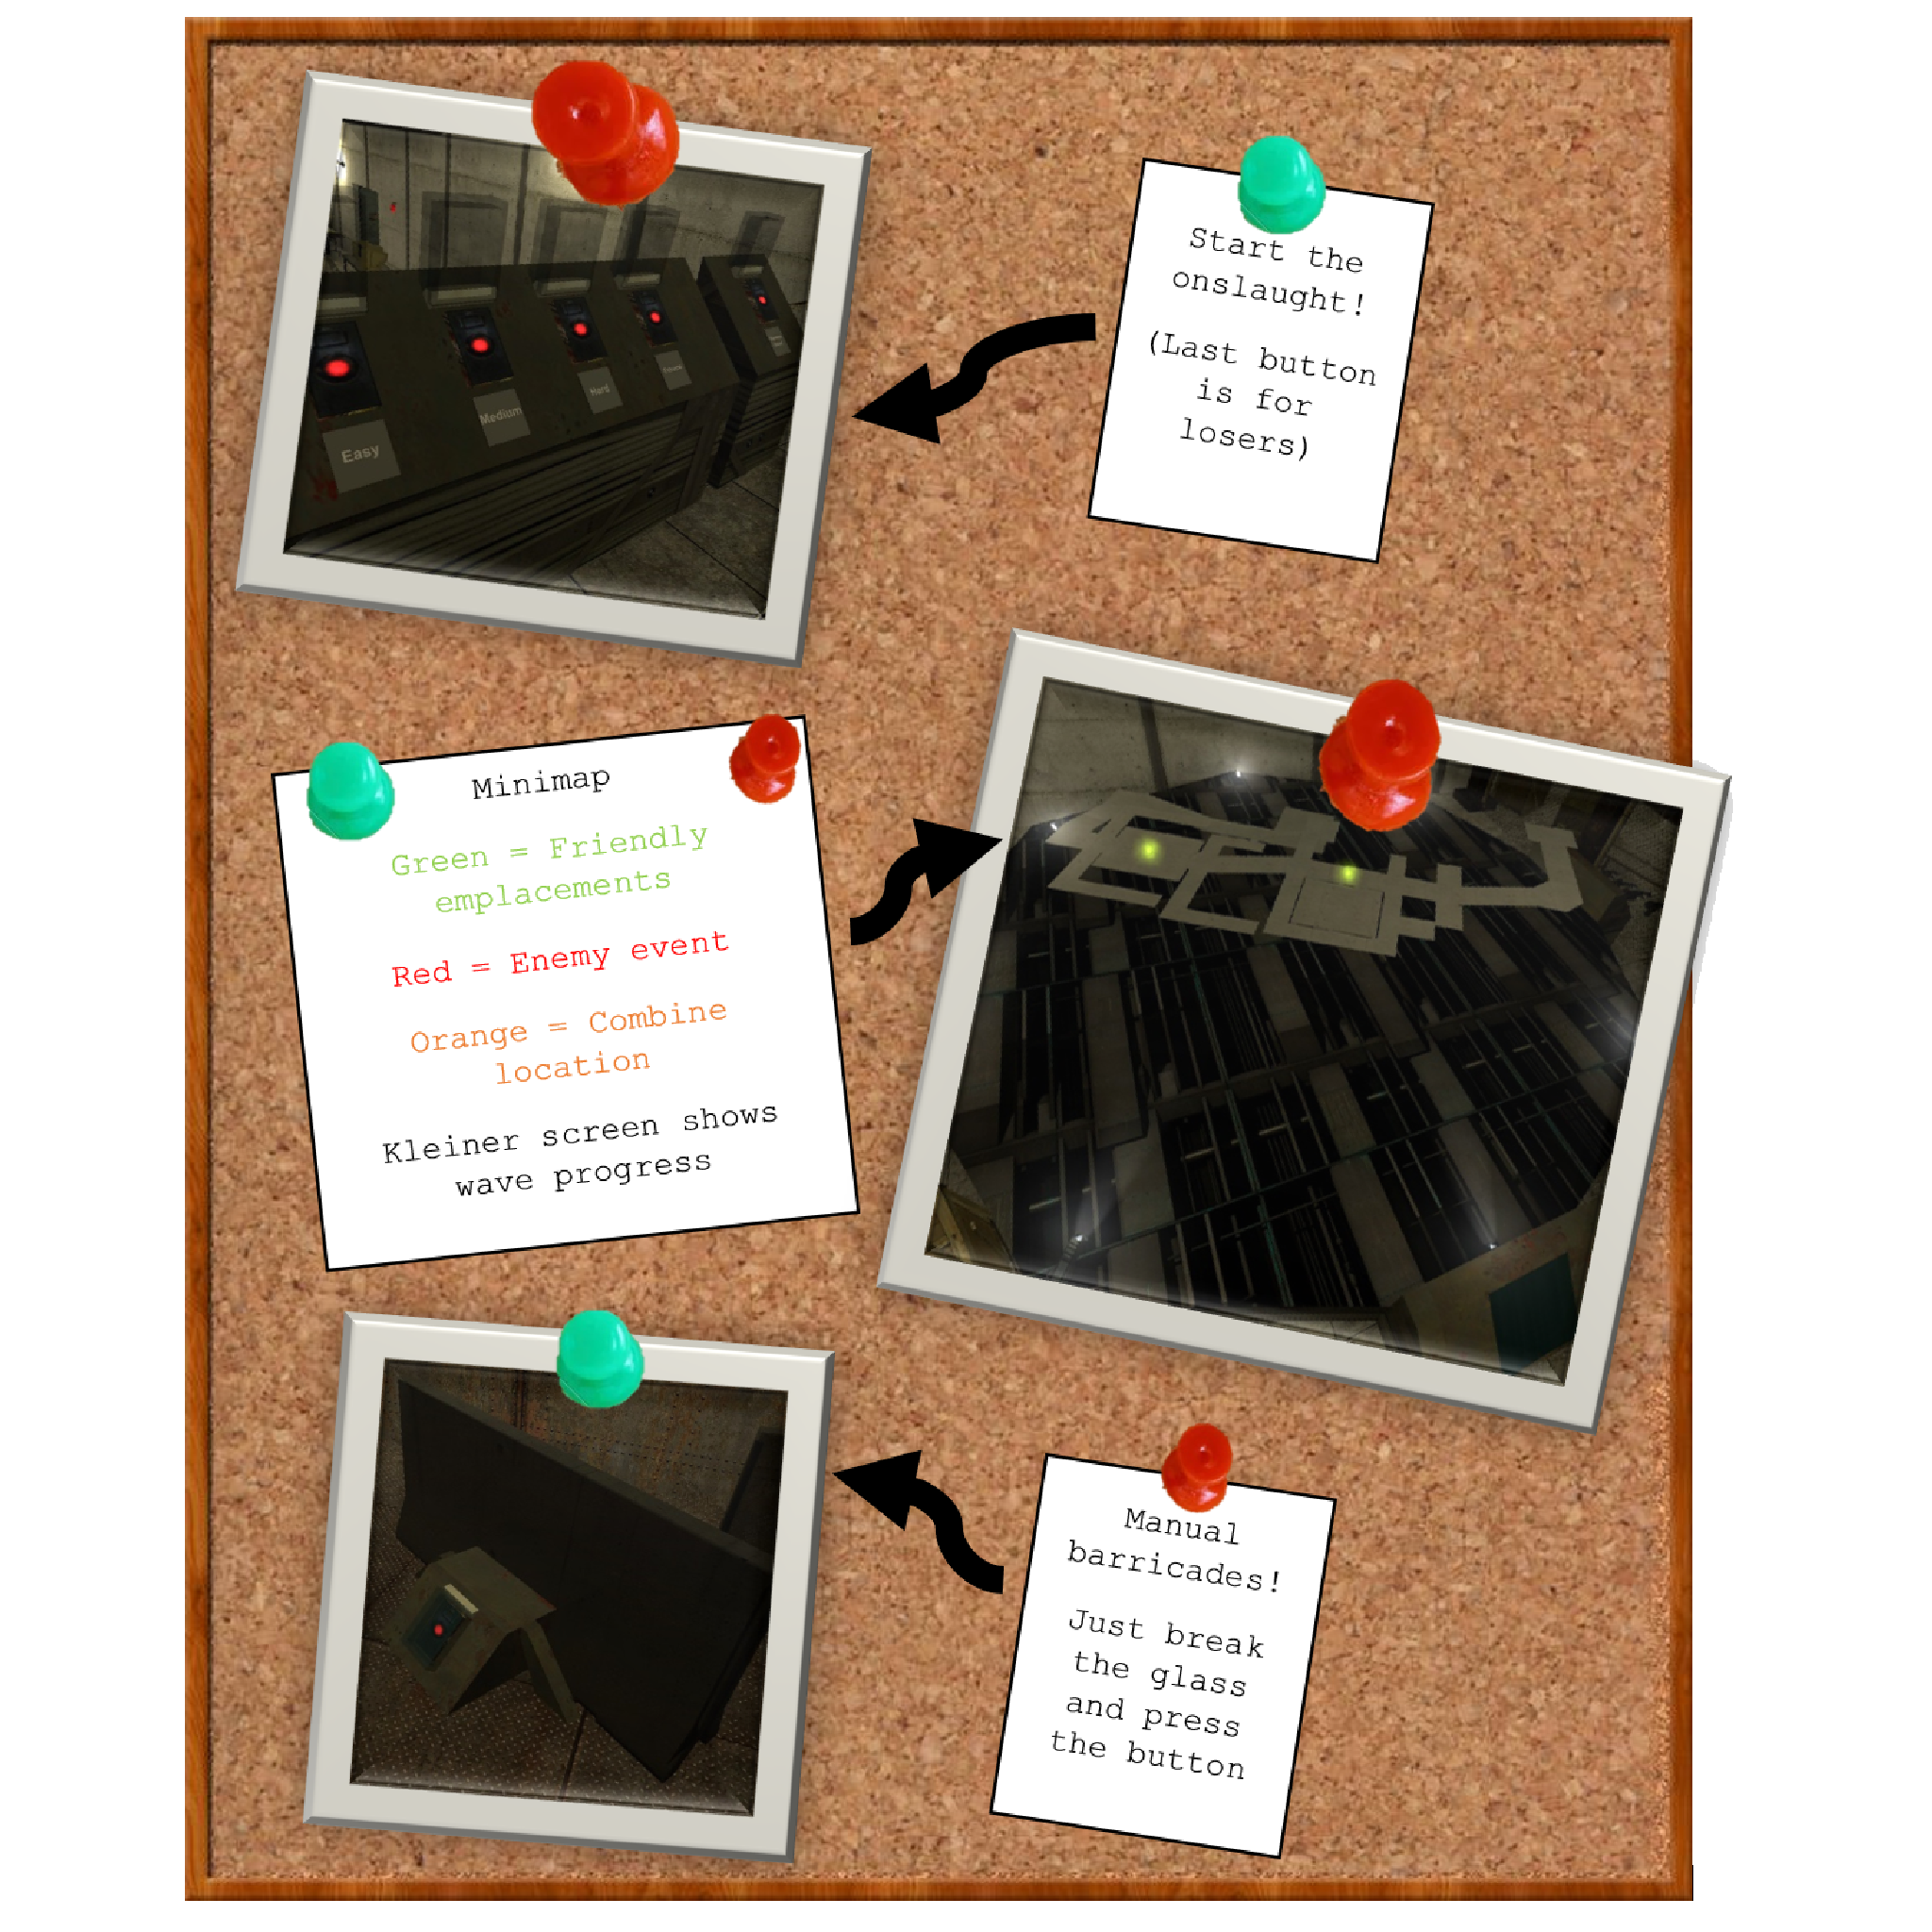 Start the
onslaught!
(Last button
is for
losers)
Easy
Medium
Hard
Minimap
Green = Friendly
emplacements
Red = Enemy event
Orange = Combine
location
Kleiner screen shows
wave progress
Manual
barricades!
Just break
the glass
and press
the button